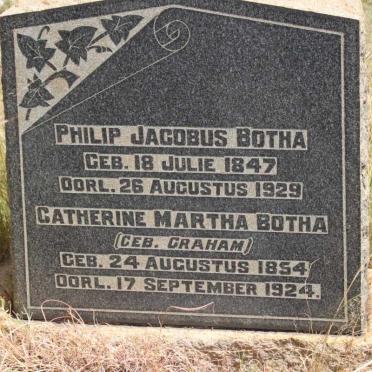 PHILIP JACOBUS BOTHA
GEB. 18 JULIE 1847
OORL. 26 AUGUSTUS 1929
CATHERINE MARTHA BOTHA
(GEB. GRAHAM)
GEB. 24 AUGUSTUS 1854
OORL. 17 SEPTEMBER 1924.